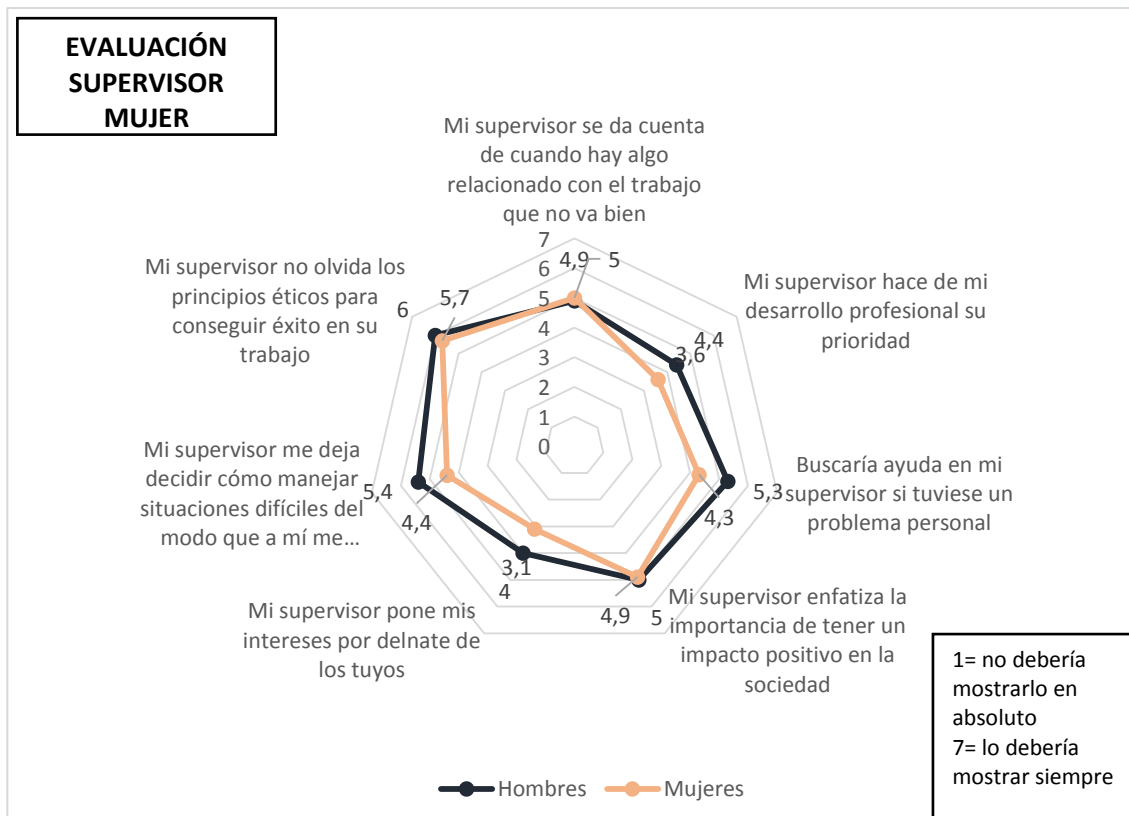 EVALUACIÓN
SUPERVISOR
MUJER
Mi supervisor se da cuenta
de cuando hay algo
relacionado con el trabajo
que no va bien
Mi supervisor hace de mi
desarrollo profesional su
prioridad
Buscaría ayuda en mi
supervisor si tuviese un
problema personal
Mi supervisor enfatiza la
importancia de tener un
impacto positivo en la
sociedad
Mi supervisor pone mis
intereses por delnate de
los tuyos
Mi supervisor me deja
decidir cómo manejar
situaciones difíciles del
modo que a mí me...
Mi supervisor no olvida los
principios éticos para
conseguir éxito en su
trabajo
7
6
5
4
3
2
1
0
4,9
5
4,4
3,6
5,3
4,3
5
4,9
4
3,1
5,4
4,4
6
5,7
Hombres
Mujeres
1= no debería
mostrarlo en
absoluto
7= lo debería
mostrar siempre